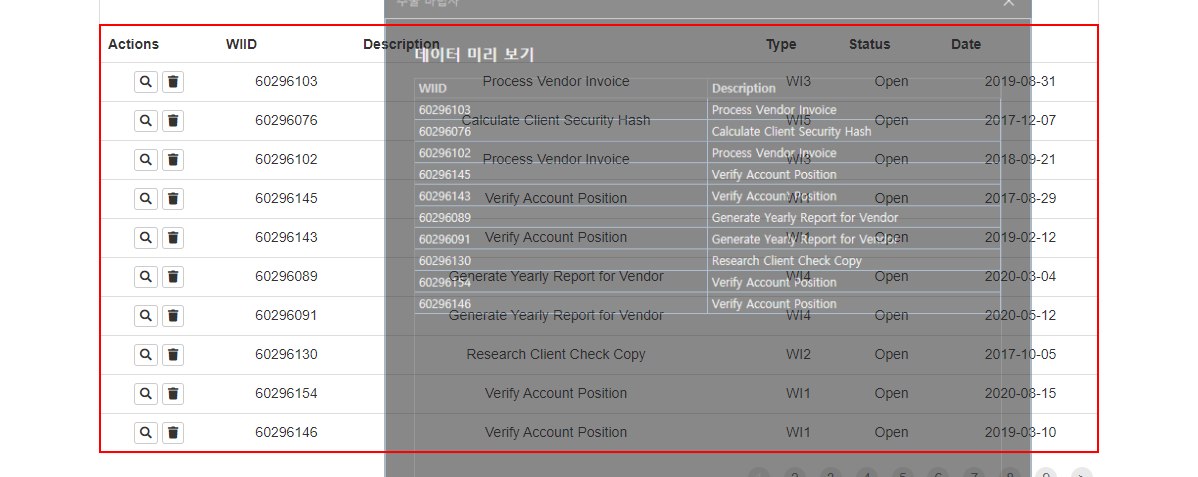 추출 마법사
Actions WIID Description Type Status Date
데이터 미리 보기
60296103 Process Vendor Invoice WI3 Open 2019-08-31
60296076 Calculate Client Security Hash WI5 Open 2017-12-07
60296102 Process Vendor Invoice WI3 2018-09-21
60296145 Verify Account Position WI1 Open 2017-08-29
60296143 Verify Account Position WI1 Open 2019-02-12
60296089 Generate Yearly Report for Vendor WI4 Open 2020-03-04
60296091 Generate Yearly Report for Vendor WI4 Open 2020-05-12
60296130 Research Client Check Copy WI2 Open 2017-10-05
60296154 Verify Account Position WI1 Open 2020-08-15
60296146 Verify Account Position WI1 Open 2019-03-10
WIID Description
60296103 Process Vendor Invoice
60296076 Calculate Client Security Hash
60296102 Process Vendor Invoice
60296145 Verify Account Position
60296143 Verify Account Position
60296089 Generate Yearly Report for Vendor
60296091 Generate Yearly Report for Vendor
60296130 Research Client Check Copy
60296154 Verify Account Position
60296146 Verify Account Position
2 3 4 5 6 7 8 9 >